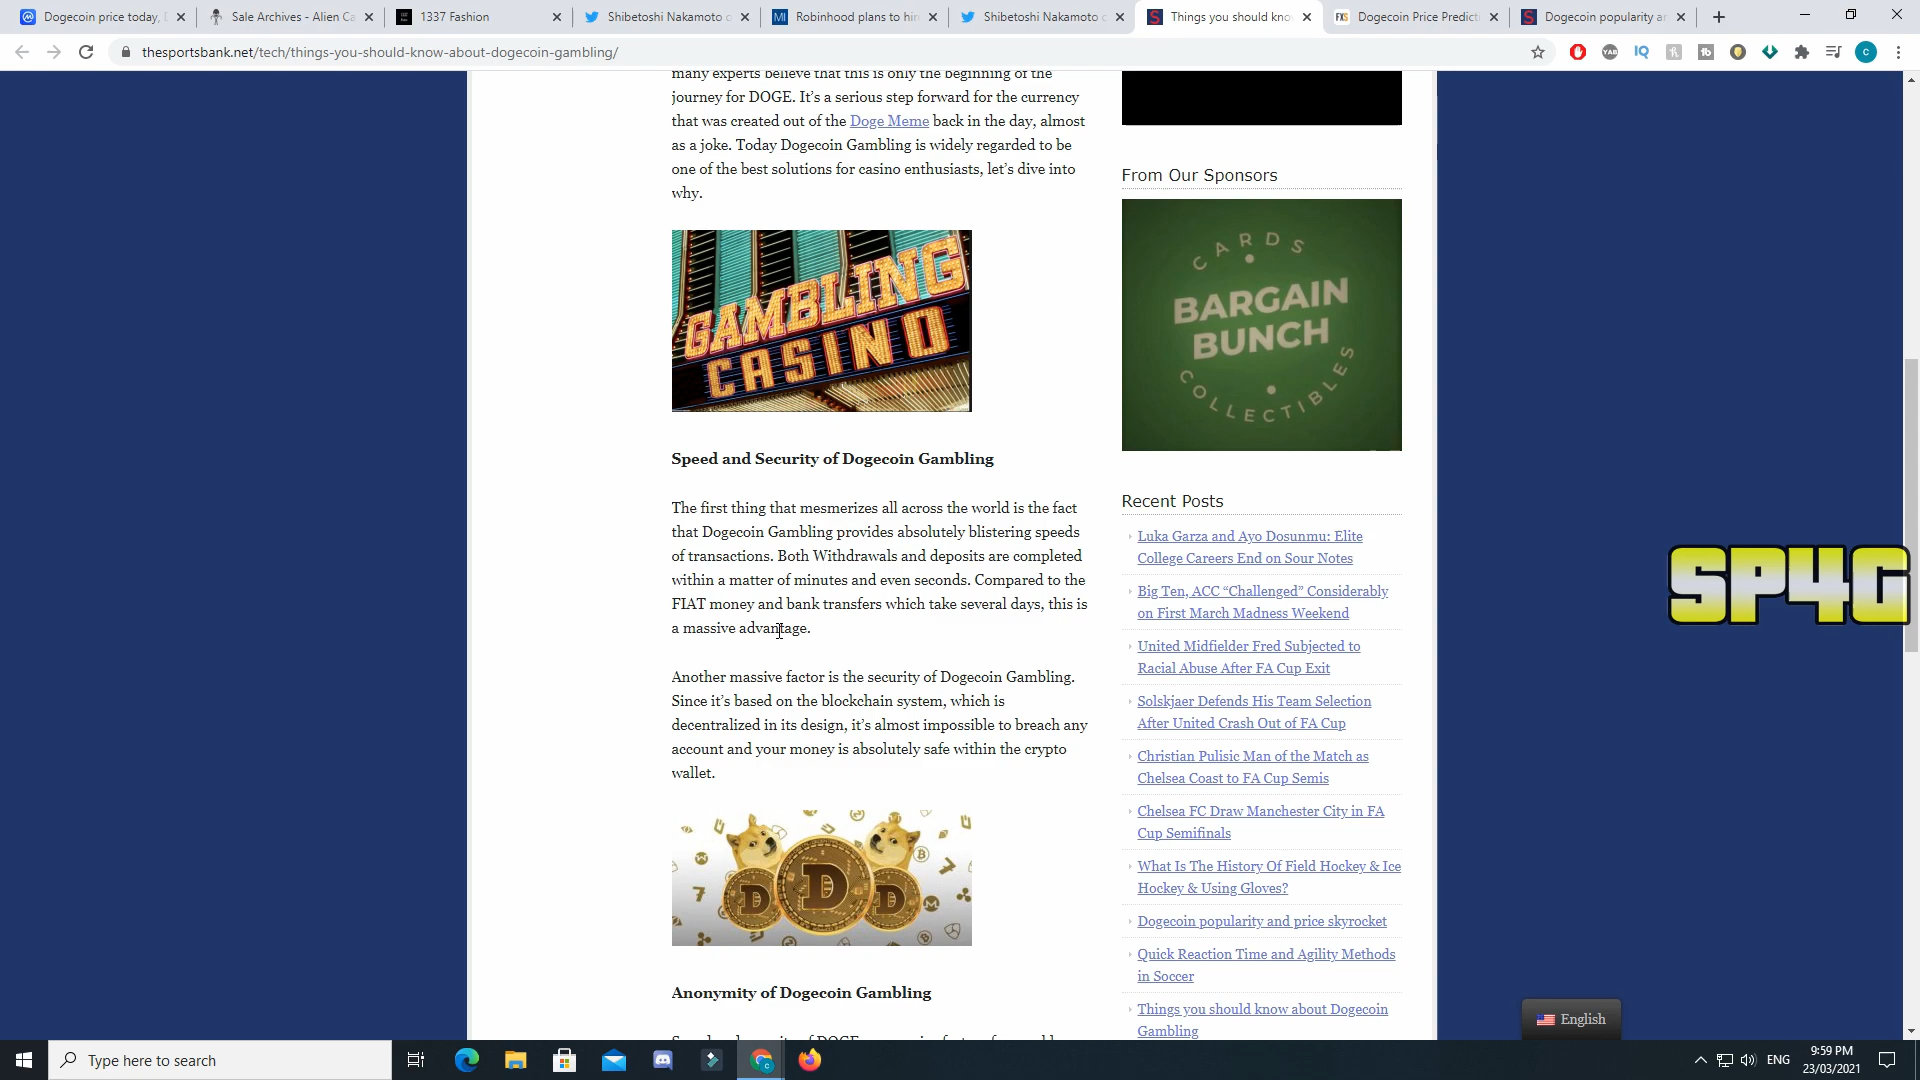 Dogecoin price today, D
Sale Archives - Alien Ca
1337 Fashion
Shibetoshi Nakamoto o
Robinhood plans to hir
Shibetoshi Nakamoto o
Things you should kno
Dogecoin Price Predicti
Dogecoin popularity an
thesportsbank.net/tech/things-you-should-know-about-dogecoin-gambling/
many experts believe that this is only the beginning of the
journey for DOGE. It’s a serious step forward for the currency
that was created out of the Doge Meme back in the day, almost
as a joke. Today Dogecoin Gambling is widely regarded to be
one of the best solutions for casino enthusiasts, let’s dive into
why.
GAMBLING
CASINO
Speed and Security of Dogecoin Gambling
The first thing that mesmerizes all across the world is the fact
that Dogecoin Gambling provides absolutely blistering speeds
of transactions. Both Withdrawals and deposits are completed
within a matter of minutes and even seconds. Compared to the
FIAT money and bank transfers which take several days, this is
a massive advantage.
Another massive factor is the security of Dogecoin Gambling.
Since it’s based on the blockchain system, which is
decentralized in its design, it’s almost impossible to breach any
account and your money is absolutely safe within the crypto
wallet.
Anonymity of Dogecoin Gambling
From Our Sponsors
CARDS
BARGAIN
BUNCH
COLLECTIBLES
Recent Posts
Luka Garza and Ayo Dosunmu: Elite
College Careers End on Sour Notes
Big Ten, ACC “Challenged” Considerably
on First March Madness Weekend
United Midfielder Fred Subjected to
Racial Abuse After FA Cup Exit
Solskjaer Defends His Team Selection
After United Crash Out of FA Cup
Christian Pulisic Man of the Match as
Chelsea Coast to FA Cup Semis
Chelsea FC Draw Manchester City in FA
Cup Semifinals
What Is The History Of Field Hockey & Ice
Hockey & Using Gloves?
Dogecoin popularity and price skyrocket
Quick Reaction Time and Agility Methods
in Soccer
Things you should know about Dogecoin
Gambling
SP4G
English
Type here to search
ENG
9:59 PM
23/03/2021